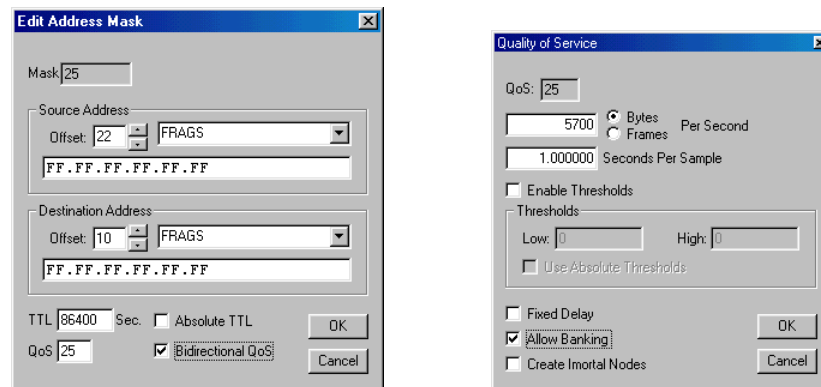 Edit Address Mask
Mask 25
Source Address
Offset: 22 FRAGS
FF.FF.FF.FF.FF.FF
Destination Address
Offset: 10 FRAGS
FF.FF.FF.FF.FF.FF
TTL 86400 Sec. Absolute TTL
OK
QoS 25 Bidirectional QoS
Cancel
Quality of Service
QoS: 25
5700 Bytes
Frames
Per Second
1.000000 Seconds Per Sample
Enable Thresholds
Thresholds
Low: 0 High: 0
Use Absolute Thresholds
Fixed Delay
OK
Allow Banking
Create Imortal Nodes
Cancel